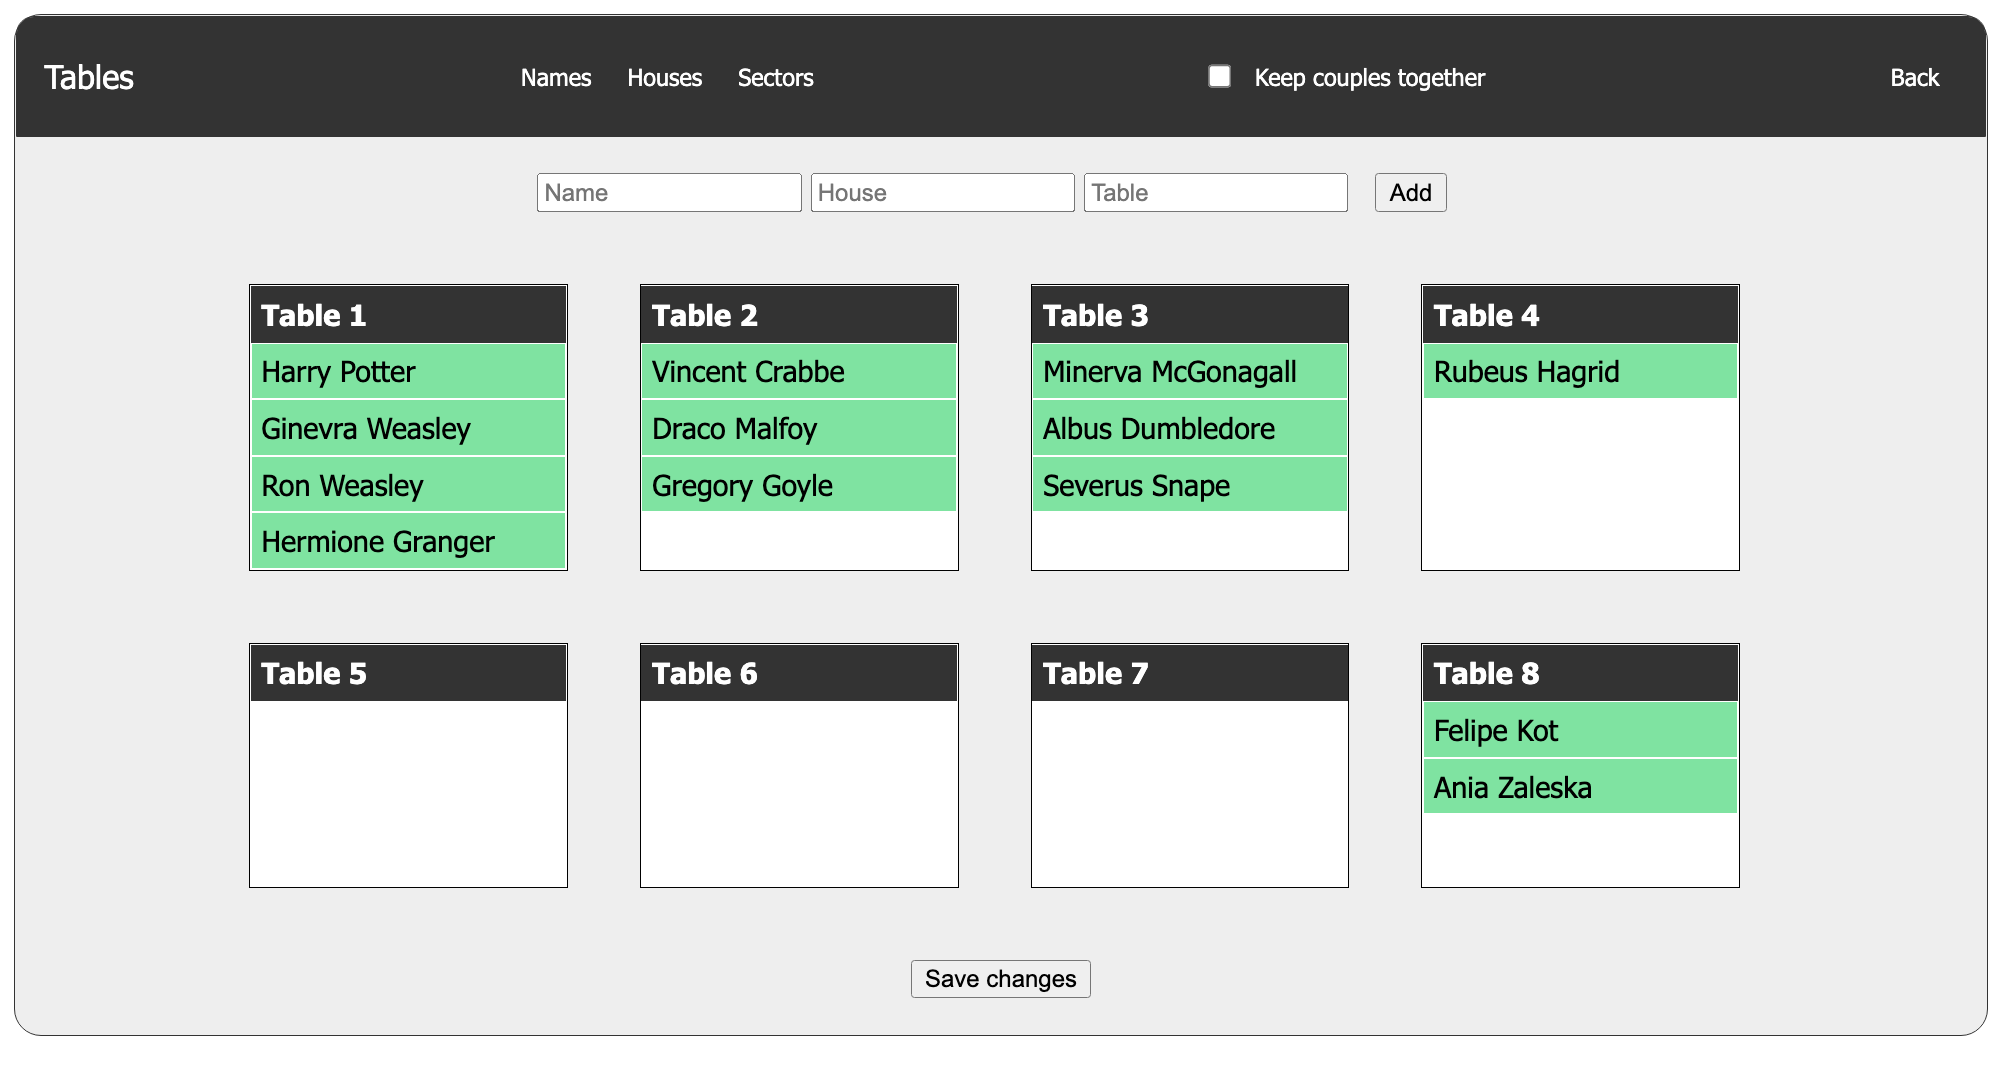 Tables
Names Houses Sectors
Keep couples together
Back
Name House Table Add
Table 1
Harry Potter
Ginevra Weasley
Ron Weasley
Hermione Granger
Table 2
Vincent Crabbe
Draco Malfoy
Gregory Goyle
Table 3
Minerva McGonagall
Albus Dumbledore
Severus Snape
Table 4
Rubeus Hagrid
Table 5
Table 6
Table 7
Table 8
Felipe Kot
Ania Zaleska
Save changes